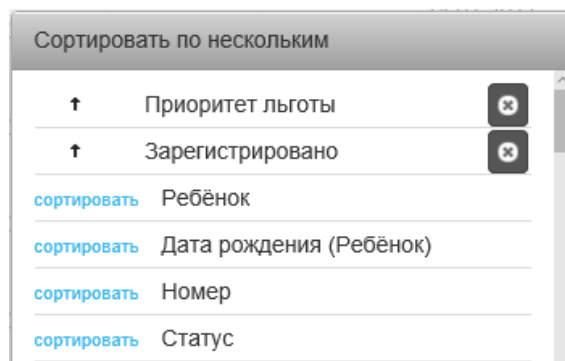 Сортировать по нескольким
Приоритет льготы
Зарегистрировано
сортировать Ребёнок
сортировать Дата рождения (Ребёнок)
сортировать Номер
сортировать Статус